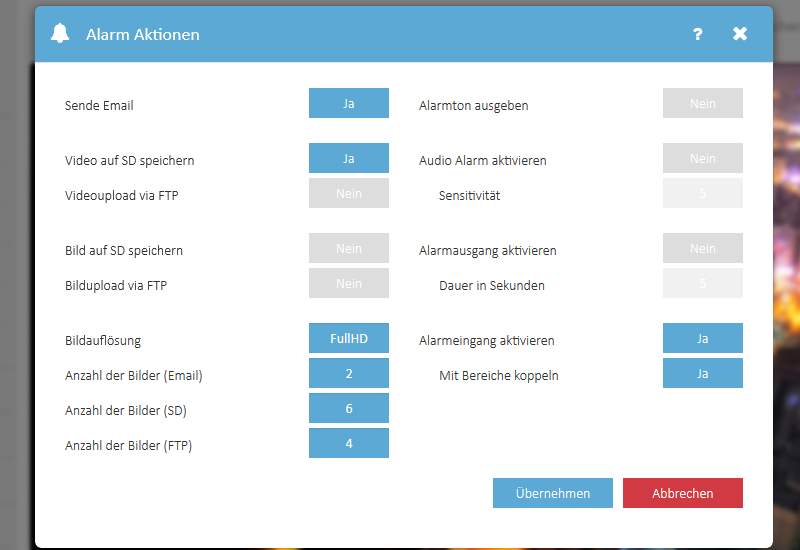 Alarm Aktionen ?
Sende Email Ja
Video auf SD speichern Ja
Videoupload via FTP Nein
Bild auf SD speichern Nein
Bildupload via FTP Nein
Bildauflösung FullHD
Anzahl der Bilder (Email) 2
Anzahl der Bilder (SD) 6
Anzahl der Bilder (FTP) 4
Alarmton ausgeben Nein
Audio Alarm aktivieren Nein
Sensitivität 5
Alarmausgang aktivieren Nein
Dauer in Sekunden 5
Alarmeingang aktivieren Ja
Mit Bereiche koppeln Ja
Übernehmen Abbrechen